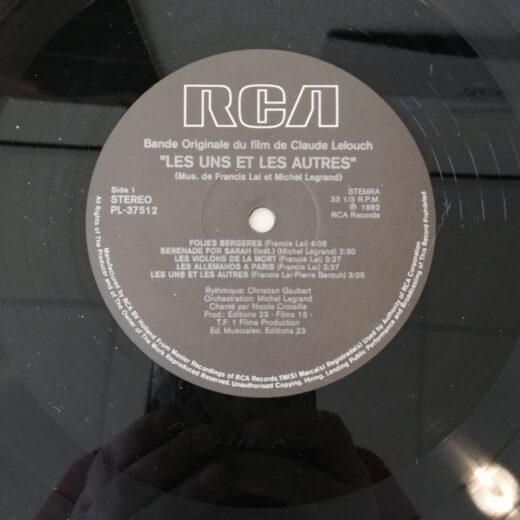 RCA
Bande Originale du film de Claude Lelouch
"LES UNS ET LES AUTRES"
(Mus. de Francis Lai et Michel Legrand)
Side 1
STEREO
PL-37512
STEMRA
33 1/3 R.P.M.
℗ 1982
RCA Records
FOLIES BERGERES (Francis Lai) 4:08
SERENADE FOR SARAH (inst.) (Michel Legrand) 2:30
LES VIOLONS DE LA MORT (Francis Lai) 3:27
LES ALLEMANDS A PARIS (Francis Lai) 3:37
LES UNS ET LES AUTRES (Francis Lai-Pierre Barouh) 3:05
Rythmique: Christian Gaubert
Orchestration: Michel Legrand
Chanté par Nicole Croisille
Prod.: Editions 23 - Films 13 -
T.F. 1 Films Production
Ed. Musicales: Editions 23
Manufactured by RCA BV Holland From Master Recordings of RCA Records.TM(S) Marca(s) Registrada(s) Used by Authority of RCA Corporation
All Rights of The Producer and of The Owner of The Work Reproduced Reserved. Unauthorised Copying, Hiring, Lending Public Performance and Broadcasting of This Record Prohibited